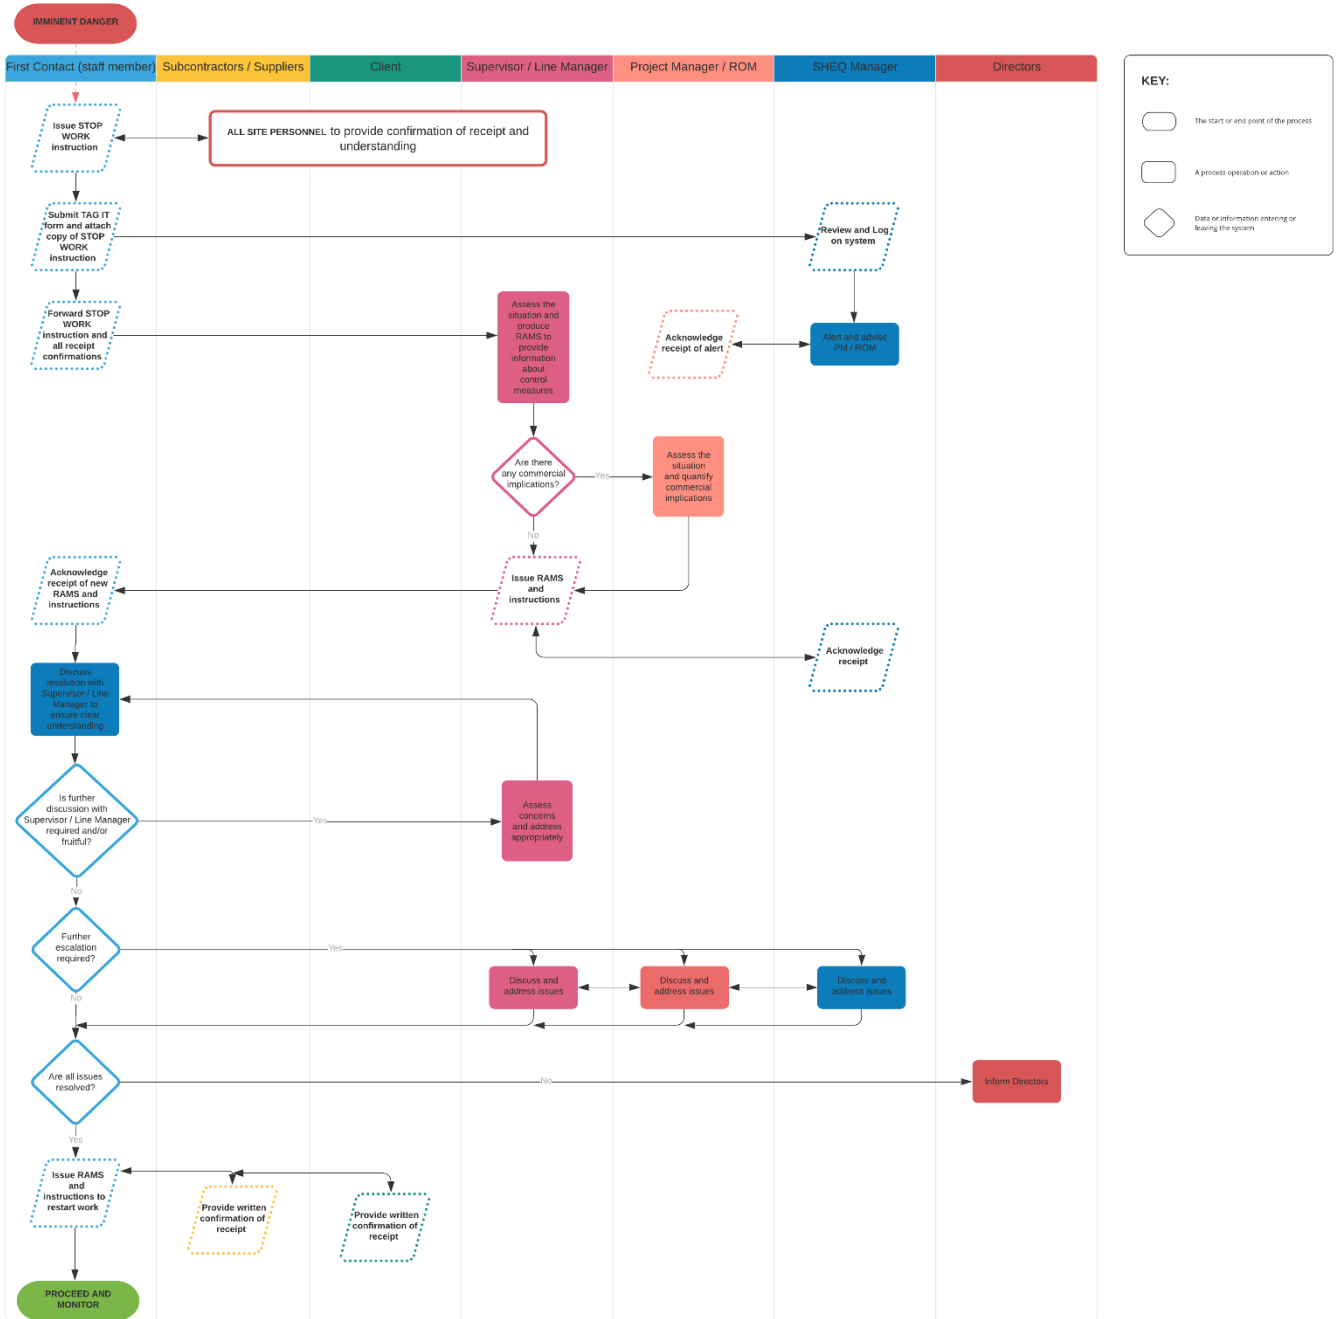 IMMINENT DANGER
First Contact (staff member)
Subcontractors / Suppliers
Client
Supervisor / Line Manager
Project Manager / ROM
SHEQ Manager
Directors
KEY:
The start or end point of the process
A process operation or action
Data or information entering or
leaving the system
Issue STOP
WORK
instruction
ALL SITE PERSONNEL to provide confirmation of receipt and
understanding
Submit TAG IT
form and attach
copy of STOP
WORK
instruction
Review and Log
on system
Forward STOP
WORK
instruction and
all receipt
confirmations
Assess the
situation and
produce
RAMS to
provide
information
about
control
measures
Acknowledge
receipt of alert
Alert and advise
PM / ROM
Are there
any commercial
implications?
Yes
Assess the
situation
and quantify
commercial
implications
No
Acknowledge
receipt of new
RAMS and
instructions
Issue RAMS
and
instructions
Acknowledge
receipt
Discuss
resolution with
Supervisor / Line
Manager to
ensure clear
understanding
Is further
discussion with
Supervisor / Line Manager
required and/or
fruitful?
Yes
Assess
concerns
and address
appropriately
No
Further
escalation
required?
Yes
Discuss and
address issues
Discuss and
address issues
Discuss and
address issues
No
Are all issues
resolved?
No
Inform Directors
Yes
Issue RAMS
and
instructions to
restart work
Provide written
confirmation of
receipt
Provide written
confirmation of
receipt
PROCEED AND
MONITOR